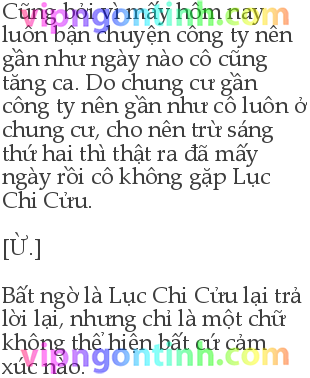 Cũng bởi vì mấy hôm nay
vipngontinh.com
luôn bận chuyện công ty nên
gần như ngày nào cô cũng
tăng ca. Do chung cư gần
công ty nên gần như cô luôn ở
chung cư, cho nên trừ sáng
thứ hai thì thật ra đã mấy
ngày rồi cô không gặp Lục
Chi Cửu.
[Ừ.]
Bất ngờ là Lục Chi Cửu lại trả
lời lại, nhưng chỉ là một chữ
không thể hiện bất cứ cảm
vipngontinh.com
xúc nào.